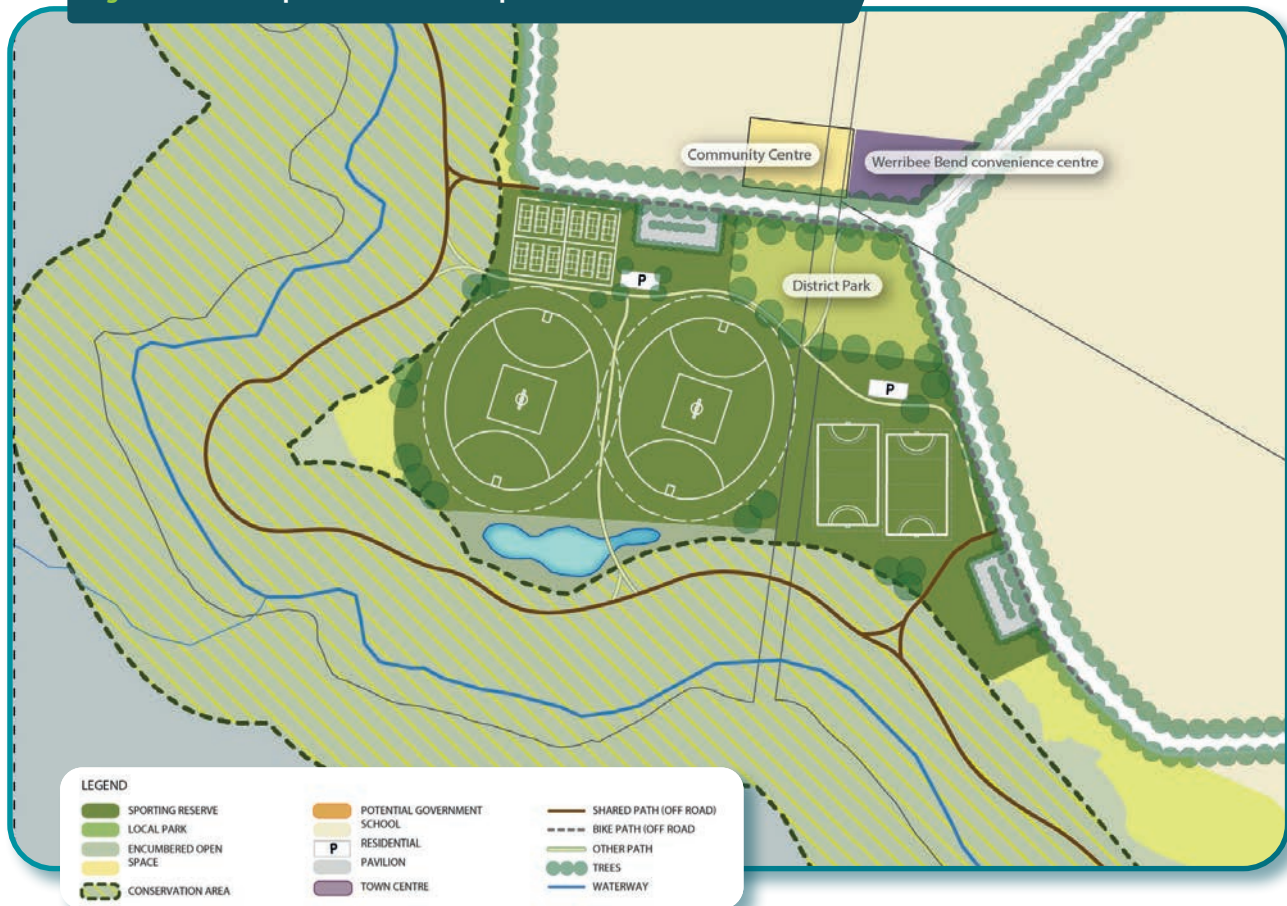 Community Centre
Werribee Bend convenience centre
P
District Park
P
LEGEND
SPORTING RESERVE
LOCAL PARK
ENCUMBERED OPEN
SPACE
CONSERVATION AREA
POTENTIAL GOVERNMENT
SCHOOL
P
RESIDENTIAL
PAVILION
TOWN CENTRE
SHARED PATH (OFF ROAD)
BIKE PATH (OFF ROAD
OTHER PATH
TREES
WATERWAY